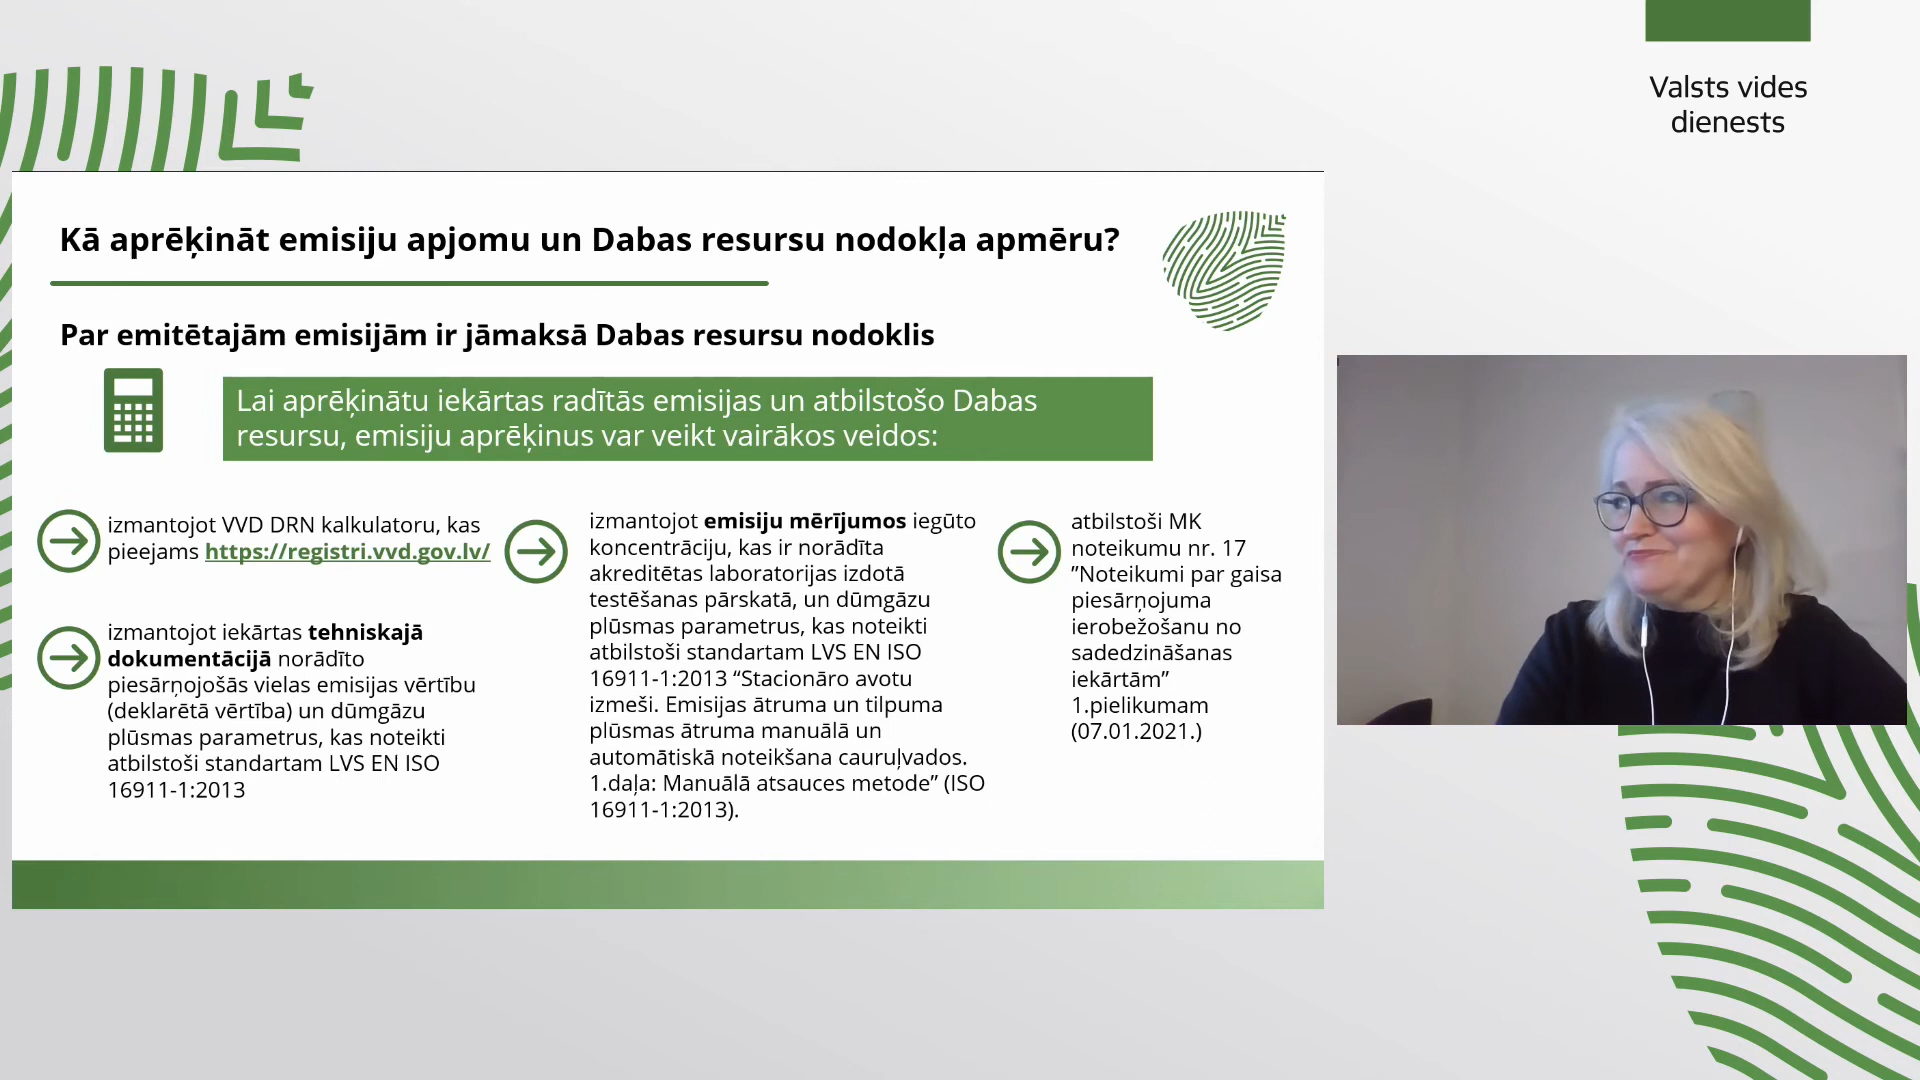 Valsts vides
dienests
Kā aprēķināt emisiju apjomu un Dabas resursu nodokļa apmēru?
Par emitētajām emisijām ir jāmaksā Dabas resursu nodoklis
Lai aprēķinātu iekārtas radītās emisijas un atbilstošo Dabas
resursu, emisiju aprēķinus var veikt vairākos veidos:
izmantojot VVD DRN kalkulatoru, kas
pieejams https://registri.vvd.gov.lv/
izmantojot iekārtas tehniskajā
dokumentācijā norādīto
piesārņojošās vielas emisijas vērtību
(deklarētā vērtība) un dūmgāzu
plūsmas parametrus, kas noteikti
atbilstoši standartam LVS EN ISO
16911-1:2013
izmantojot emisiju mērījumos iegūto
koncentrāciju, kas ir norādīta
akreditētas laboratorijas izdotā
testēšanas pārskatā, un dūmgāzu
plūsmas parametrus, kas noteikti
atbilstoši standartam LVS EN ISO
16911-1:2013 “Stacionāro avotu
izmeši. Emisijas ātruma un tilpuma
plūsmas ātruma manuālā un
automātiskā noteikšana cauruļvados.
1.daļa: Manuālā atsauces metode” (ISO
16911-1:2013).
atbilstoši MK
noteikumu nr. 17
”Noteikumi par gaisa
piesārņojuma
ierobežošanu no
sadedzināšanas
iekārtām”
1.pielikumam
(07.01.2021.)